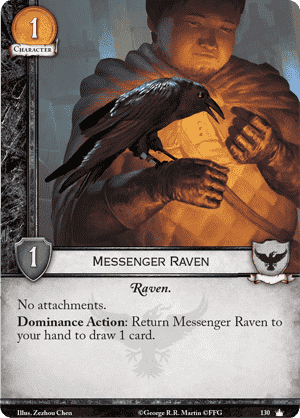 1
CHARACTER
1
MESSENGER RAVEN
Raven.
No attachments.
Dominance Action: Return Messenger Raven to
your hand to draw 1 card.
Illus. Zezhou Chen ©George R.R. Martin ©FFG 130